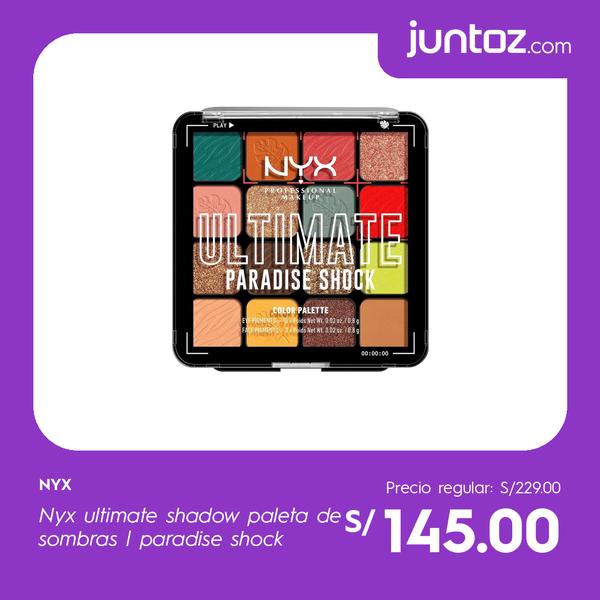 juntoz.com
PLAY
NYX
PROFESSIONAL
MAKEUP
ULTIMATE
PARADISE SHOCK
COLOR PALETTE
00:00:00
NYX
Nyx ultimate shadow paleta de
sombras | paradise shock
Precio regular: S/229.00
S/145.00